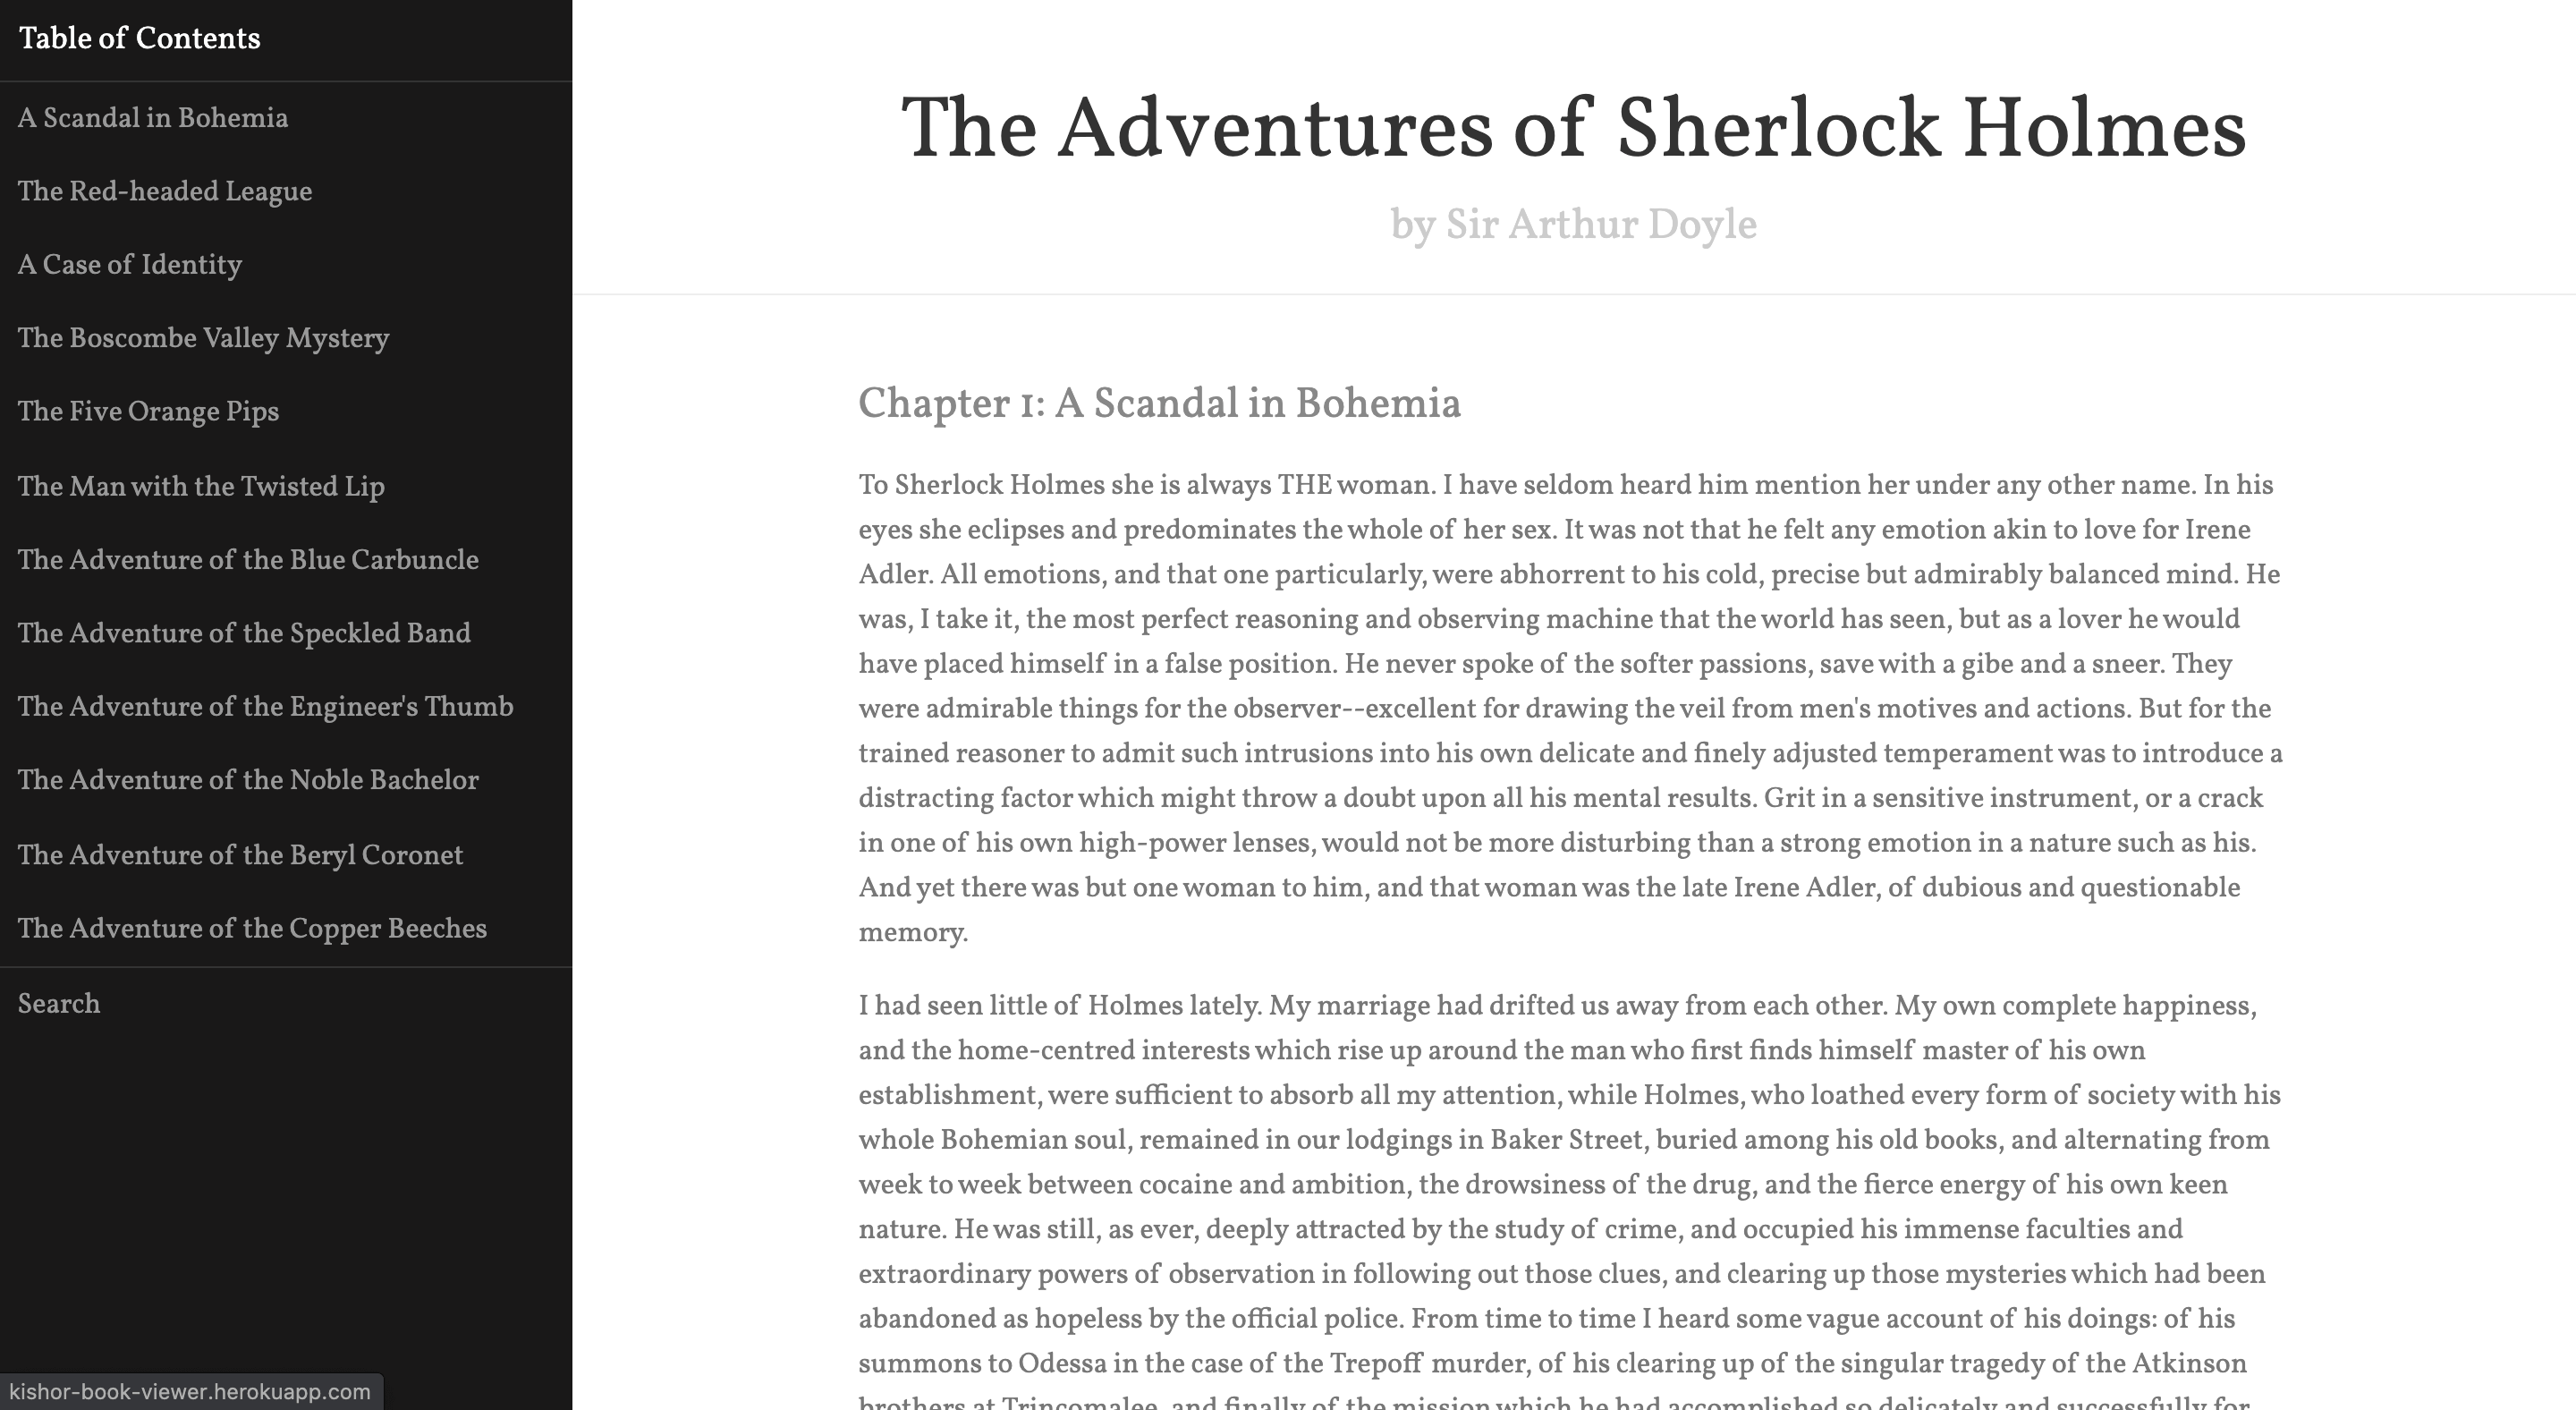 Table of Contents
A Scandal in Bohemia
The Red-headed League
A Case of Identity
The Boscombe Valley Mystery
The Five Orange Pips
The Man with the Twisted Lip
The Adventure of the Blue Carbuncle
The Adventure of the Speckled Band
The Adventure of the Engineer's Thumb
The Adventure of the Noble Bachelor
The Adventure of the Beryl Coronet
The Adventure of the Copper Beeches
Search
kishor-book-viewer.herokuapp.com
The Adventures of Sherlock Holmes
by Sir Arthur Doyle
Chapter 1: A Scandal in Bohemia
To Sherlock Holmes she is always THE woman. I have seldom heard him mention her under any other name. In his
eyes she eclipses and predominates the whole of her sex. It was not that he felt any emotion akin to love for Irene
Adler. All emotions, and that one particularly, were abhorrent to his cold, precise but admirably balanced mind. He
was, I take it, the most perfect reasoning and observing machine that the world has seen, but as a lover he would
have placed himself in a false position. He never spoke of the softer passions, save with a gibe and a sneer. They
were admirable things for the observer--excellent for drawing the veil from men's motives and actions. But for the
trained reasoner to admit such intrusions into his own delicate and finely adjusted temperament was to introduce a
distracting factor which might throw a doubt upon all his mental results. Grit in a sensitive instrument, or a crack
in one of his own high-power lenses, would not be more disturbing than a strong emotion in a nature such as his.
And yet there was but one woman to him, and that woman was the late Irene Adler, of dubious and questionable
memory.
I had seen little of Holmes lately. My marriage had drifted us away from each other. My own complete happiness,
and the home-centred interests which rise up around the man who first finds himself master of his own
establishment, were sufficient to absorb all my attention, while Holmes, who loathed every form of society with his
whole Bohemian soul, remained in our lodgings in Baker Street, buried among his old books, and alternating from
week to week between cocaine and ambition, the drowsiness of the drug, and the fierce energy of his own keen
nature. He was still, as ever, deeply attracted by the study of crime, and occupied his immense faculties and
extraordinary powers of observation in following out those clues, and clearing up those mysteries which had been
abandoned as hopeless by the official police. From time to time I heard some vague account of his doings: of his
summons to Odessa in the case of the Trepoff murder, of his clearing up of the singular tragedy of the Atkinson
brothers at Trincomalee, and finally of the mission which he had accomplished so delicately and successfully for